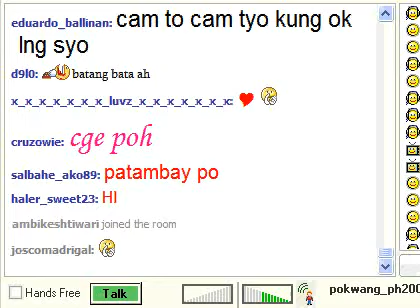 eduardo_ballinan: cam to cam tyo kung ok
lng syo
d9l0: batang bata ah
x_x_x_x_x_x_x_luvz_x_x_x_x_x_x_x:
cruzowie: cge poh
salbahe_ako89: patambay po
haler_sweet23: HI
ambikeshtiwari joined the room
joscomadrigal:
Hands Free Talk pokwang_ph200